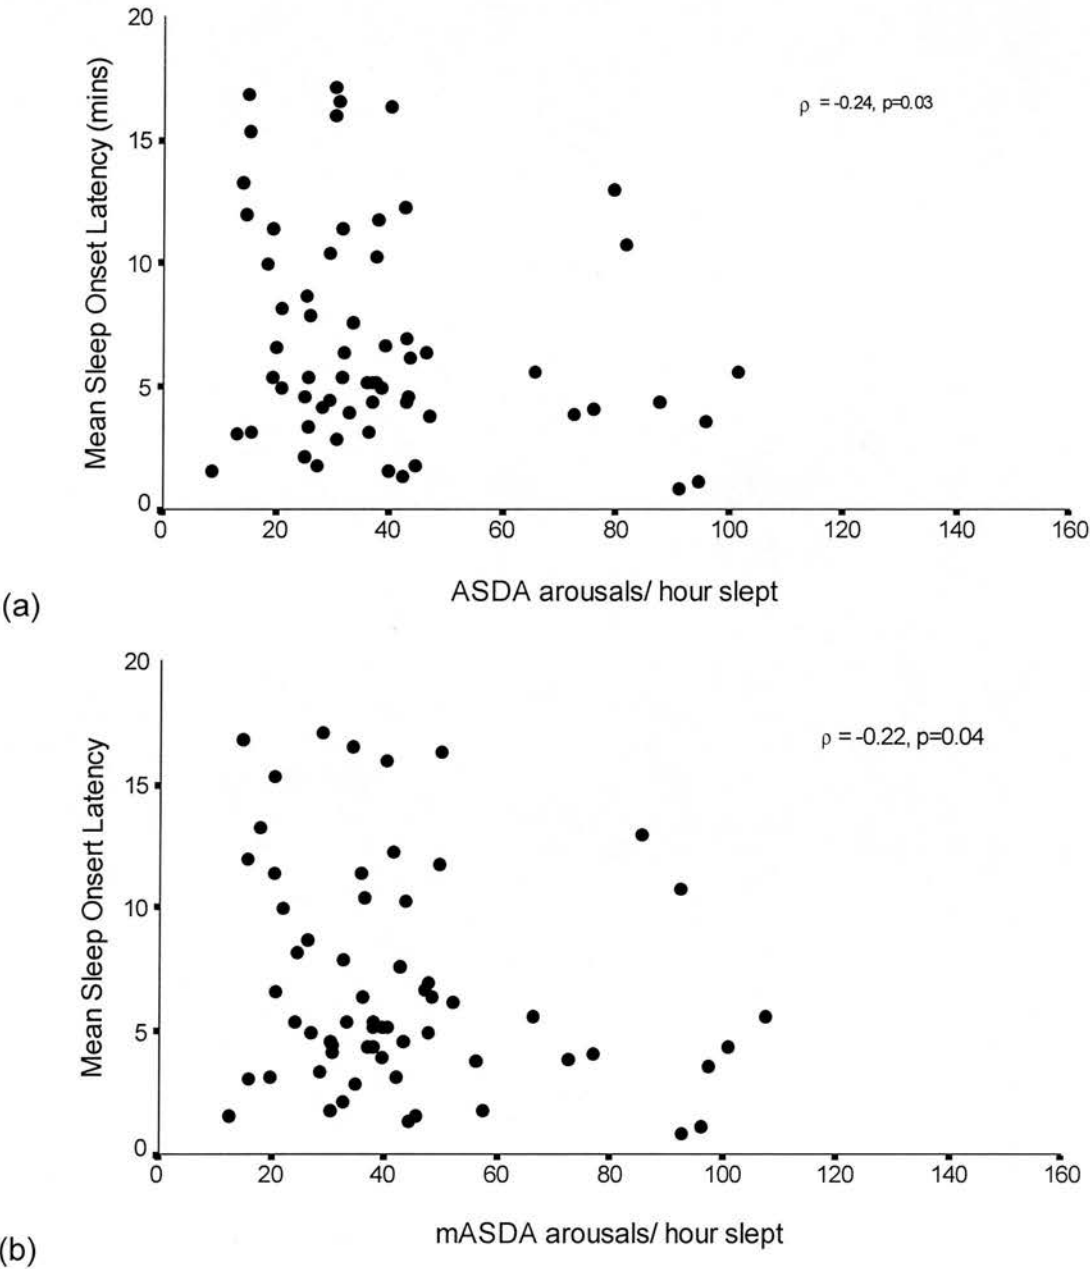 20
15
10
5
0
Mean Sleep Onset Latency (mins)
ρ = -0.24, p=0.03
0 20 40 60 80 100 120 140 160
ASDA arousals/ hour slept
(a)
20
15
10
5
0
Mean Sleep Onsert Latency
ρ = -0.22, p=0.04
0 20 40 60 80 100 120 140 160
mASDA arousals/ hour slept
(b)